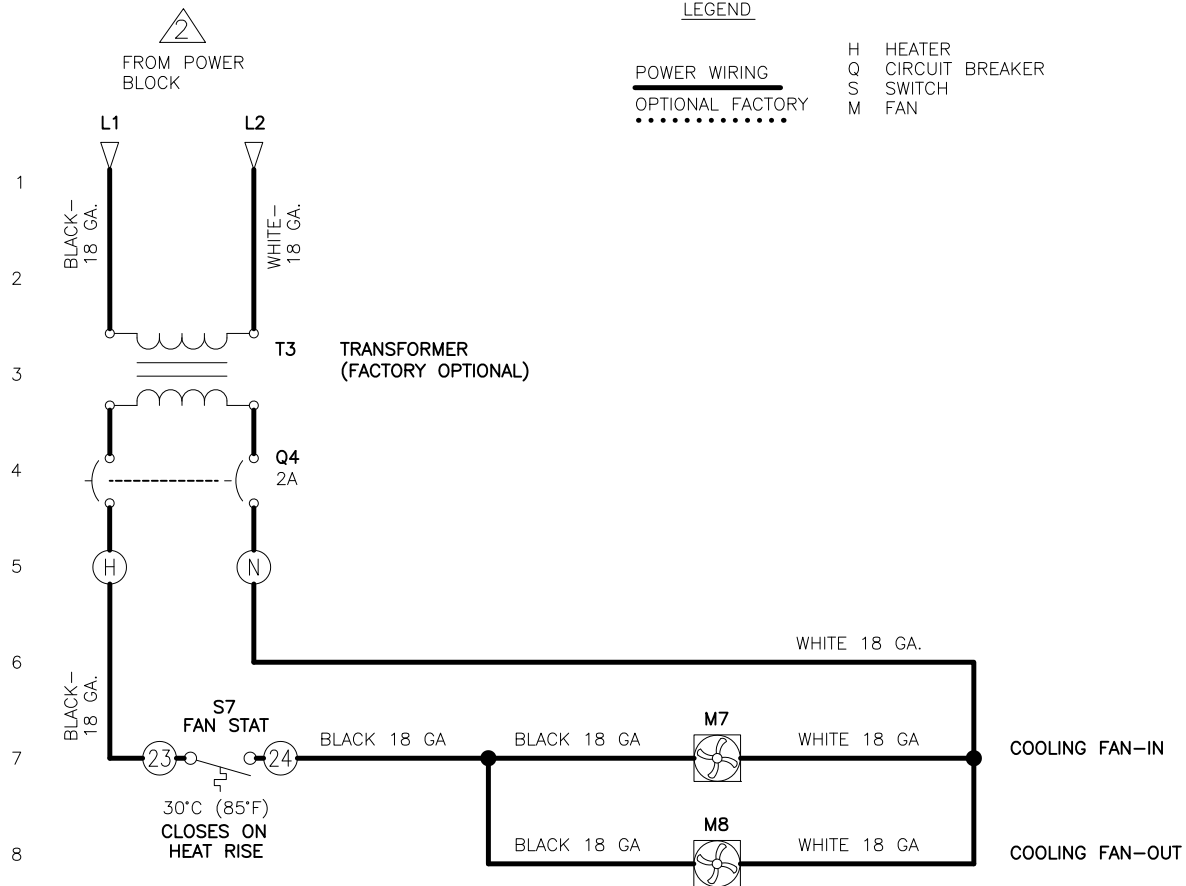 LEGEND
2
FROM POWER
BLOCK
POWER WIRING
OPTIONAL FACTORY
H HEATER
Q CIRCUIT BREAKER
S SWITCH
M FAN
L1
L2
1
BLACK-
18 GA.
WHITE-
18 GA.
2
T3
TRANSFORMER
(FACTORY OPTIONAL)
3
4
Q4
2A
5
H
N
6
WHITE 18 GA.
BLACK-
18 GA.
S7
FAN STAT
7
23
24
BLACK 18 GA
BLACK 18 GA
M7
WHITE 18 GA
COOLING FAN-IN
30°C (85°F)
CLOSES ON
HEAT RISE
8
BLACK 18 GA
M8
WHITE 18 GA
COOLING FAN-OUT